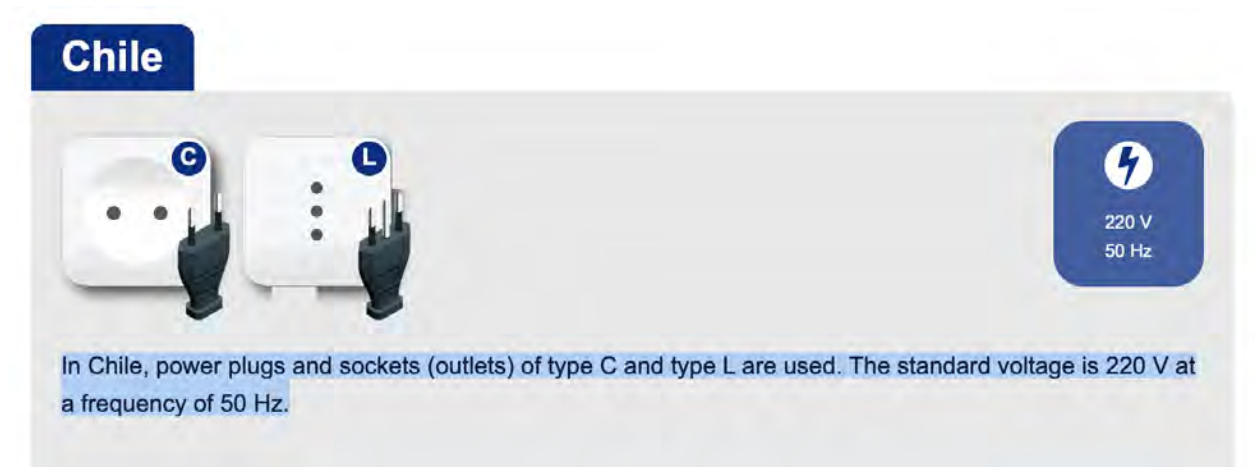 Chile
C
L
220 V
50 Hz
In Chile, power plugs and sockets (outlets) of type C and type L are used. The standard voltage is 220 V at
a frequency of 50 Hz.